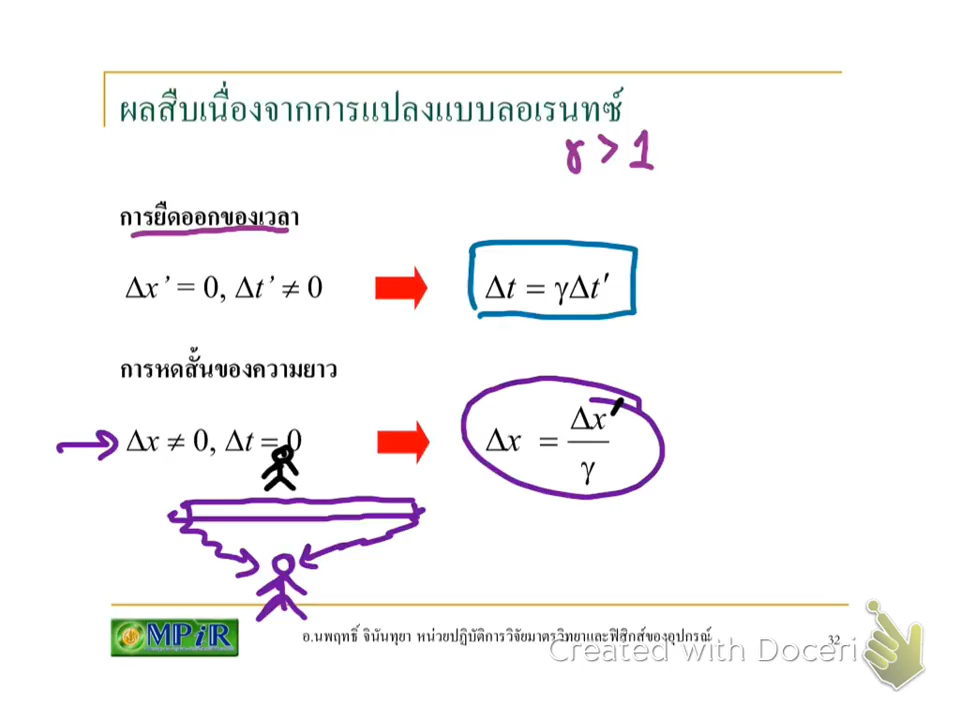 ผลสืบเนื่องจากการแปลงแบบลอเรนทซ์
γ > 1
การยืดออกของเวลา
Δx’ = 0, Δt’ ≠ 0
Δt = γΔt′
การหดสั้นของความยาว
Δx ≠ 0, Δt = 0
Δx = Δx′ / γ
MPiR
อ.นพฤทธิ์ จินันทุยา หน่วยปฏิบัติการวิจัยมาตรวิทยาและฟิสิกส์ของอุปกรณ์
32
Created with Doceri